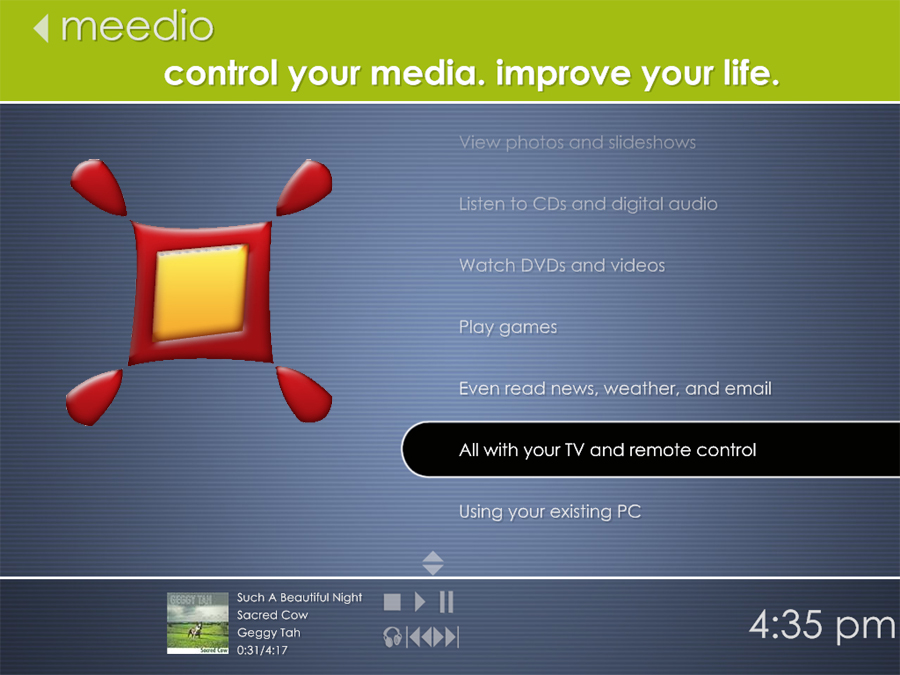 meedio
control your media. improve your life.
View photos and slideshows
Listen to CDs and digital audio
Watch DVDs and videos
Play games
Even read news, weather, and email
All with your TV and remote control
Using your existing PC
GEGGY TAH
Sacred Cow
Such A Beautiful Night
Sacred Cow
Geggy Tah
0:31/4:17
4:35 pm